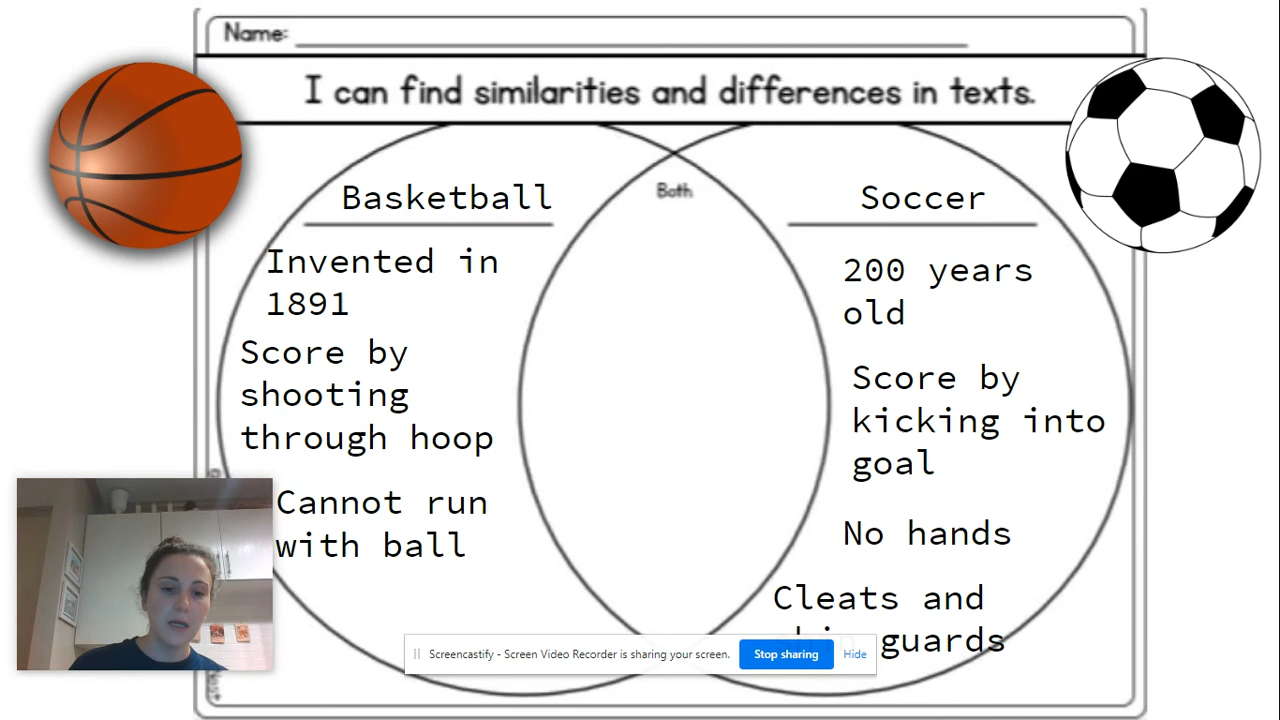 Name:
I can find similarities and differences in texts.
Basketball
Both
Soccer
Invented in
1891
Score by
shooting
through hoop
Cannot run
with ball
200 years
old
Score by
kicking into
goal
No hands
Cleats and
guards
Screencastify - Screen Video Recorder is sharing your screen.
Stop sharing
Hide